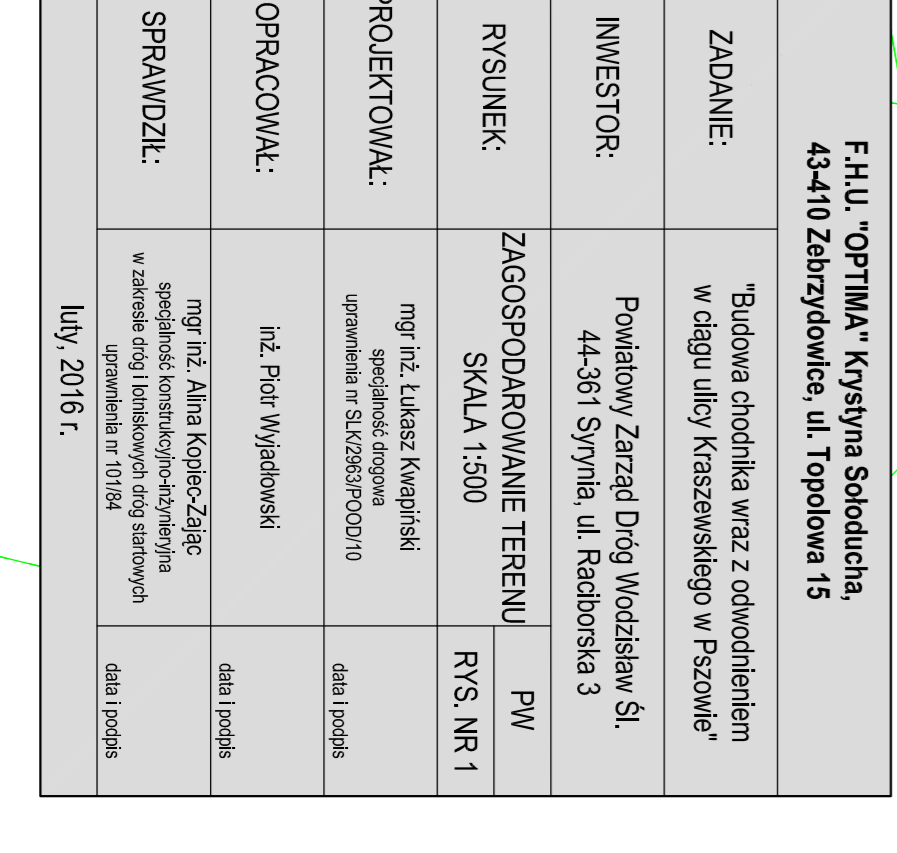 F.H.U. "OPTIMA" Krystyna Sołoducha,
43-410 Zebrzydowice, ul. Topolowa 15
ZADANIE:
"Budowa chodnika wraz z odwodnieniem
w ciągu ulicy Kraszewskiego w Pszowie"
INWESTOR:
Powiatowy Zarząd Dróg Wodzisław Śl.
44-361 Syrynia, ul. Raciborska 3
RYSUNEK:
ZAGOSPODAROWANIE TERENU
SKALA 1:500
PW
RYS. NR 1
PROJEKTOWAŁ:
mgr inż. Łukasz Kwapiński
specjalność drogowa
uprawnienia nr SLK/2963/POOD/10
data i podpis
OPRACOWAŁ:
inż. Piotr Wyjadłowski
data i podpis
SPRAWDZIŁ:
mgr inż. Alina Kopiec-Zając
specjalność konstrukcyjno-inżynieryjna
w zakresie dróg i lotniskowych dróg startowych
uprawnienia nr 101/84
data i podpis
luty, 2016 r.